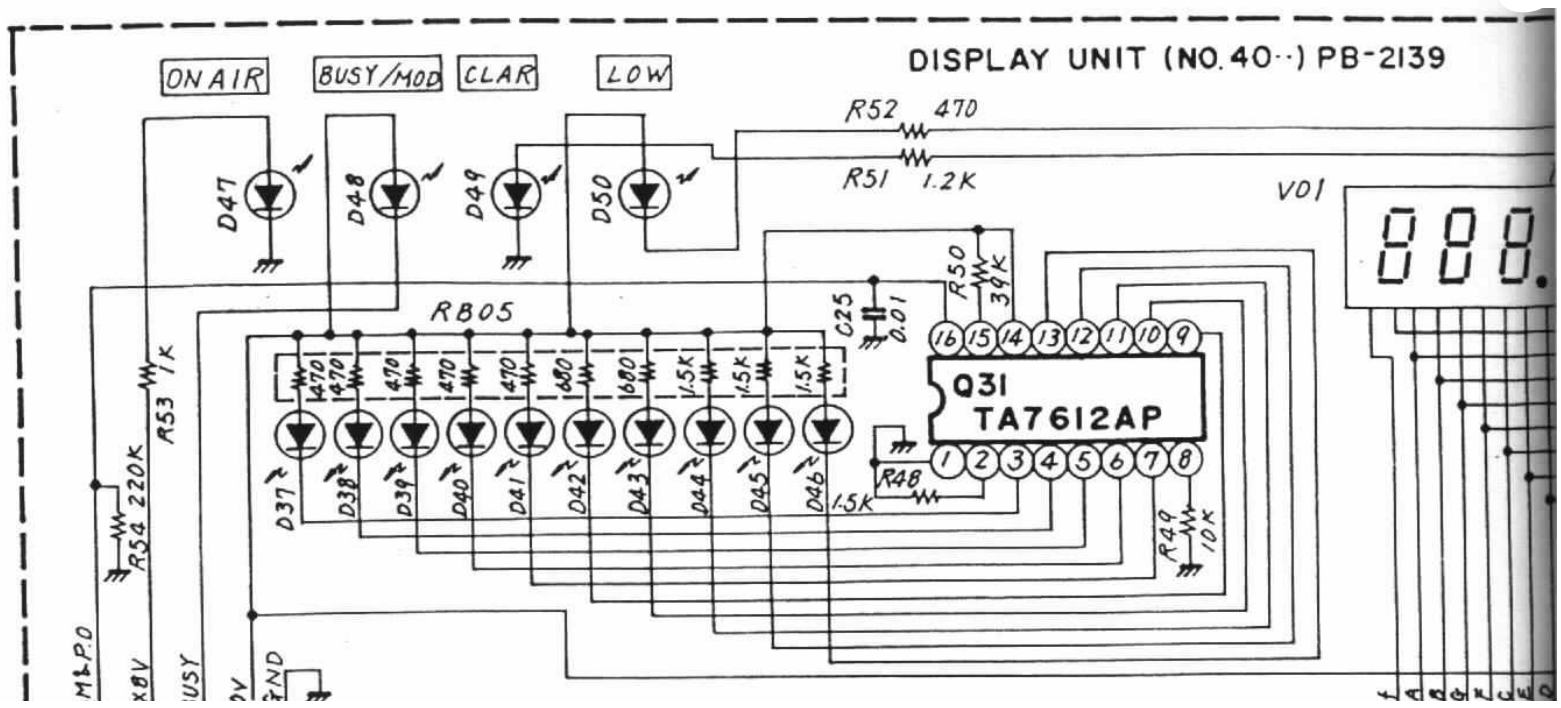 DISPLAY UNIT (NO.40··) PB-2139
ON AIR
BUSY/MOD
CLAR
LOW
R52 470
R51 1.2K
D47
D48
D49
D50
V01
R50
39K
C25
0.01
RB05
470
470
470
470
470
680
680
1.5K
1.5K
1.5K
16 15 14 13 12 11 10 9
Q31
TA7612AP
1 2 3 4 5 6 7 8
R53 1K
R54 220K
R48
1.5K
R49
10K
D37
D38
D39
D40
D41
D42
D43
D44
D45
D46
M&P.O
X8V
BUSY
GND
f
A
B
G
F
C
E